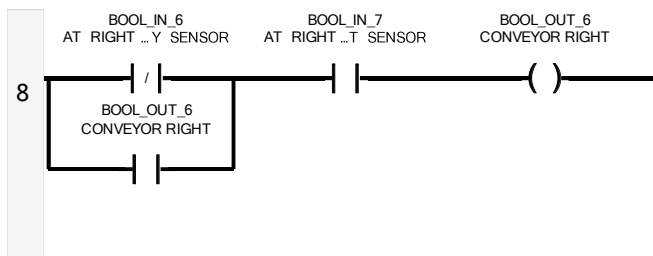 BOOL_IN_6
AT RIGHT ...Y SENSOR
BOOL_IN_7
AT RIGHT ...T SENSOR
BOOL_OUT_6
CONVEYOR RIGHT
8
/
BOOL_OUT_6
CONVEYOR RIGHT